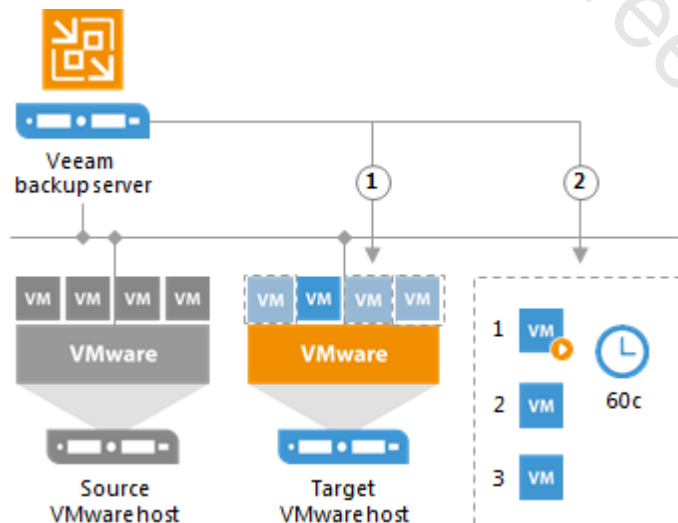 Veeam
backup server
1
2
VM VM VM VM
VM VM VM VM
VMware
VMware
1 VM
60c
2 VM
3 VM
Source
VMware host
Target
VMware host